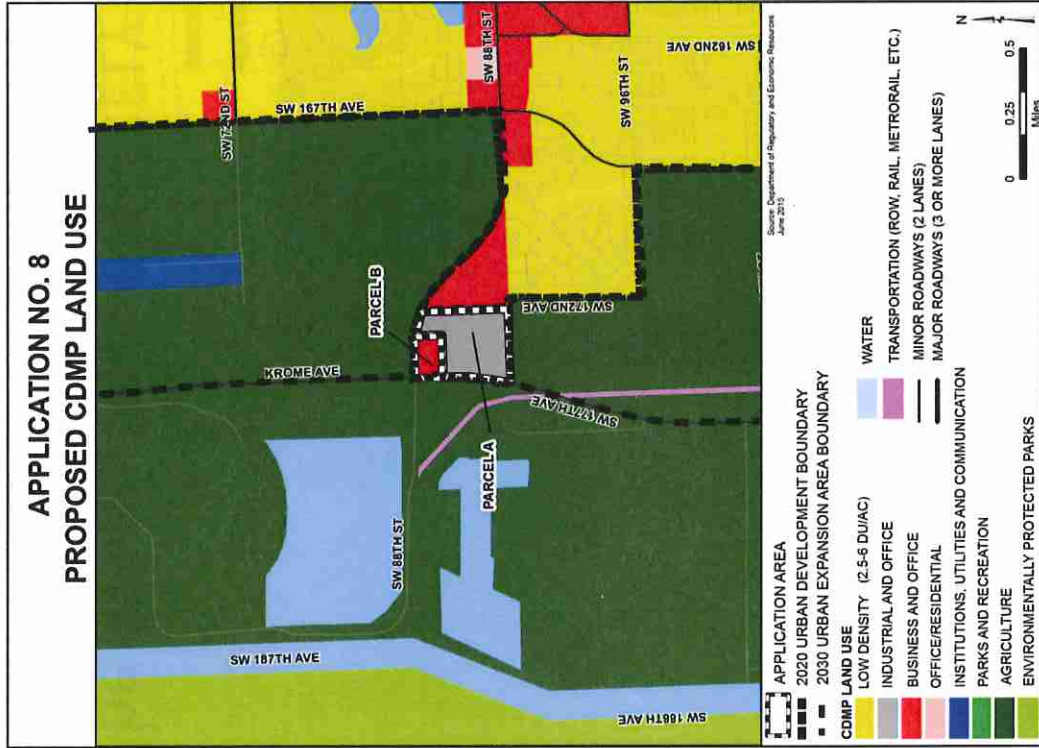 APPLICATION NO. 8
PROPOSED CDMP LAND USE
SW 72ND ST
SW 167TH AVE
SW 88TH ST
SW 162ND AVE
SW 96TH ST
KROME AVE
PARCEL B
SW 172ND AVE
SW 177TH AVE
PARCEL A
SW 88TH ST
SW 187TH AVE
SW 186TH AVE
Source: Department of Regulatory and Economic Resources
June 2015
APPLICATION AREA
2020 URBAN DEVELOPMENT BOUNDARY
2030 URBAN EXPANSION AREA BOUNDARY
CDMP LAND USE
LOW DENSITY (2.5-6 DU/AC)
INDUSTRIAL AND OFFICE
BUSINESS AND OFFICE
OFFICE/RESIDENTIAL
INSTITUTIONS, UTILITIES AND COMMUNICATION
PARKS AND RECREATION
AGRICULTURE
ENVIRONMENTALLY PROTECTED PARKS
WATER
TRANSPORTATION (ROW, RAIL, METRORAIL, ETC.)
MINOR ROADWAYS (2 LANES)
MAJOR ROADWAYS (3 OR MORE LANES)
N
0 0.25 0.5
Miles